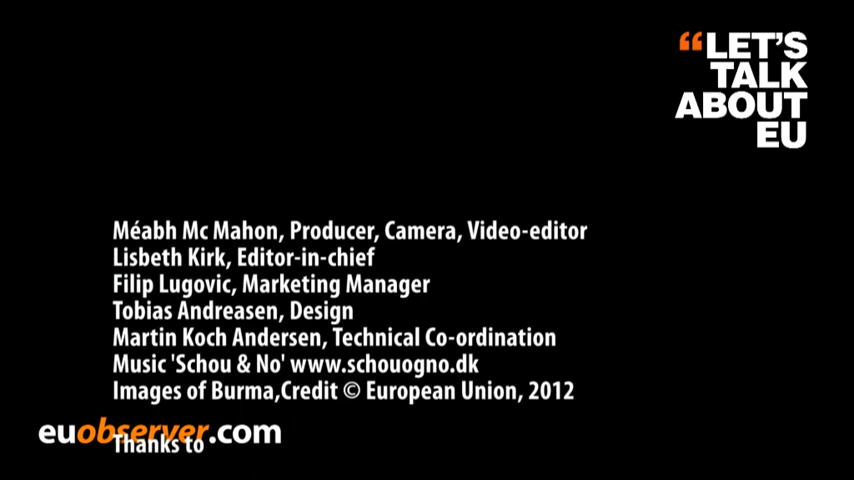 “LET’S
TALK
ABOUT
EU
Méabh Mc Mahon, Producer, Camera, Video-editor
Lisbeth Kirk, Editor-in-chief
Filip Lugovic, Marketing Manager
Tobias Andreasen, Design
Martin Koch Andersen, Technical Co-ordination
Music 'Schou & No' www.schouogno.dk
Images of Burma,Credit © European Union, 2012
euobserver.com
Thanks to